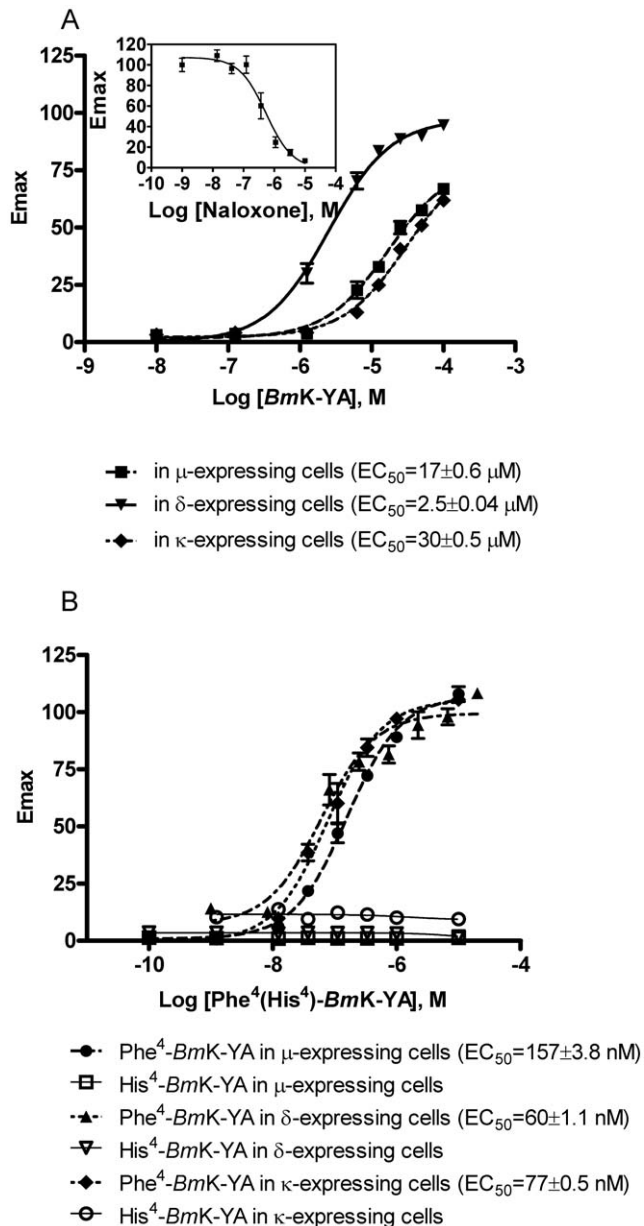 A
120
100
80
60
40
20
0
Emax
-10 -9 -8 -7 -6 -5 -4
Log [Naloxone], M
125
100
75
50
25
0
Emax
-9 -8 -7 -6 -5 -4 -3
Log [BmK-YA], M
in μ-expressing cells (EC50=17±0.6 μM)
in δ-expressing cells (EC50=2.5±0.04 μM)
in κ-expressing cells (EC50=30±0.5 μM)
B
125
100
75
50
25
0
Emax
-10 -8 -6 -4
Log [Phe⁴(His⁴)-BmK-YA], M
Phe⁴-BmK-YA in μ-expressing cells (EC50=157±3.8 nM)
His⁴-BmK-YA in μ-expressing cells
Phe⁴-BmK-YA in δ-expressing cells (EC50=60±1.1 nM)
His⁴-BmK-YA in δ-expressing cells
Phe⁴-BmK-YA in κ-expressing cells (EC50=77±0.5 nM)
His⁴-BmK-YA in κ-expressing cells